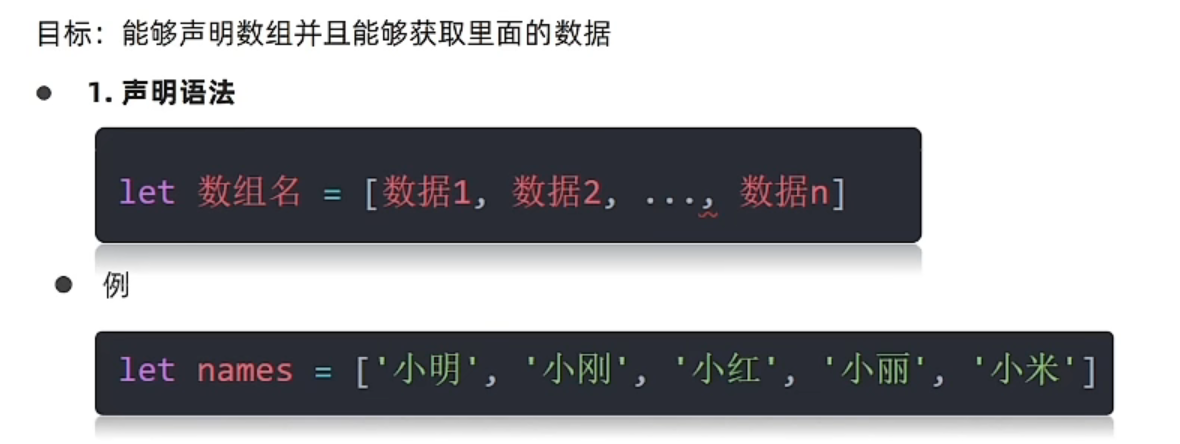 目标：能够声明数组并且能够获取里面的数据
1. 声明语法
let 数组名 = [数据1, 数据2, ..., 数据n]
例
let names = ['小明', '小刚', '小红', '小丽', '小米']